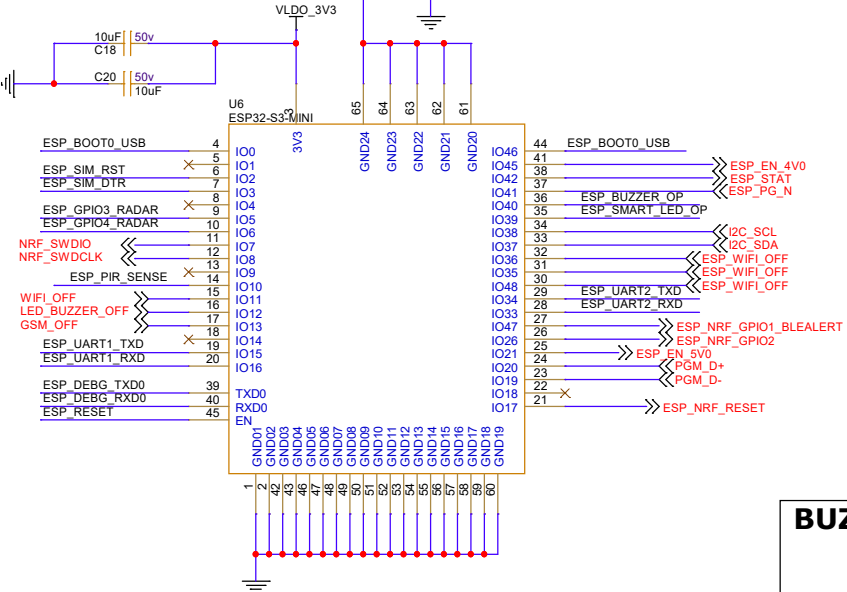 VLDO_3V3
10uF 50v
C18
C20 50v
10uF
U6
ESP32-S3-MINI
3 65 64 63 62 61
3V3 GND24 GND23 GND22 GND21 GND20
ESP_BOOT0_USB 4 IO0 IO46 44 ESP_BOOT0_USB
5 IO1 IO45 41 ESP_EN_4V0
ESP_SIM_RST 6 IO2 IO42 38 ESP_STAT
ESP_SIM_DTR 7 IO3 IO41 37 ESP_PG_N
8 IO4 IO40 36 ESP_BUZZER_OP
ESP_GPIO3_RADAR 9 IO5 IO39 35 ESP_SMART_LED_OP
ESP_GPIO4_RADAR 10 IO6 IO38 34 I2C_SCL
NRF_SWDIO 11 IO7 IO37 33 I2C_SDA
NRF_SWDCLK 12 IO8 IO36 32 ESP_WIFI_OFF
13 IO9 IO35 31 ESP_WIFI_OFF
ESP_PIR_SENSE 14 IO10 IO48 30 ESP_WIFI_OFF
WIFI_OFF 15 IO11 IO34 29 ESP_UART2_TXD
LED_BUZZER_OFF 16 IO12 IO33 28 ESP_UART2_RXD
GSM_OFF 17 IO13 IO47 27 ESP_NRF_GPIO1_BLEALERT
18 IO14 IO26 26 ESP_NRF_GPIO2
ESP_UART1_TXD 19 IO15 IO21 25 ESP_EN_5V0
ESP_UART1_RXD 20 IO16 IO20 24 PGM_D+
IO19 23 PGM_D-
ESP_DEBG_TXD0 39 TXD0 IO18 22
ESP_DEBG_RXD0 40 RXD0 IO17 21 ESP_NRF_RESET
ESP_RESET 45 EN
GND01 GND02 GND03 GND04 GND05 GND06 GND07 GND08 GND09 GND10 GND11 GND12 GND13 GND14 GND15 GND16 GND17 GND18 GND19
1 2 42 43 46 47 48 49 50 51 52 53 54 55 56 57 58 59 60
BUZ